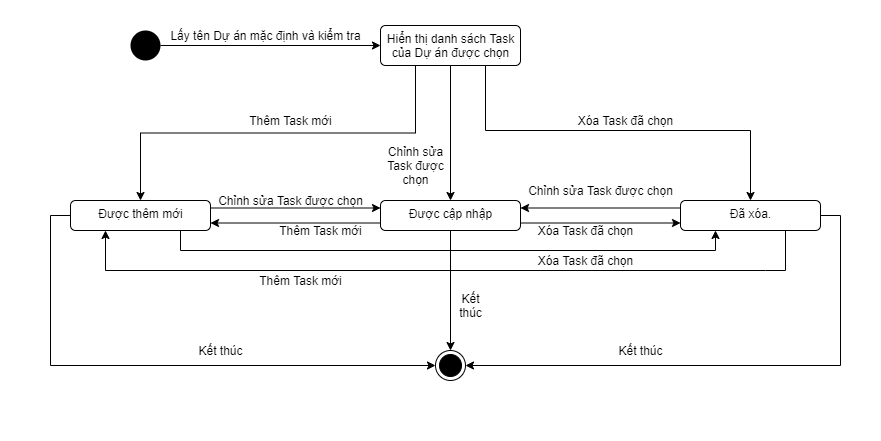 Lấy tên Dự án mặc định và kiểm tra
Hiển thị danh sách Task
của Dự án được chọn
Thêm Task mới
Xóa Task đã chọn
Chỉnh sửa
Task được
chọn
Chỉnh sửa Task được chọn
Được thêm mới
Chỉnh sửa Task được chọn
Được cập nhập
Đã xóa.
Thêm Task mới
Xóa Task đã chọn
Xóa Task đã chọn
Thêm Task mới
Kết
thúc
Kết thúc
Kết thúc